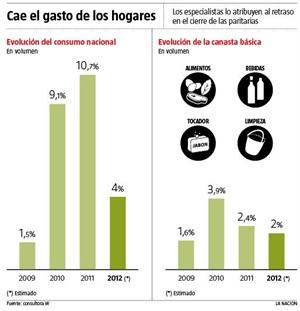 Cae el gasto de los hogares
Los especialistas lo atribuyen al retraso
en el cierre de las paritarias
Evolución del consumo nacional
En volumen
1,5%
9,1%
10,7%
4%
2009
2010
2011
2012 (*)
(*) Estimado
Evolución de la canasta básica
En volumen
ALIMENTOS
BEBIDAS
TOCADOR
JABON
LIMPIEZA
1,6%
3,9%
2,4%
2%
2009
2010
2011
2012 (*)
(*) Estimado
Fuente: consultora W
LA NACION